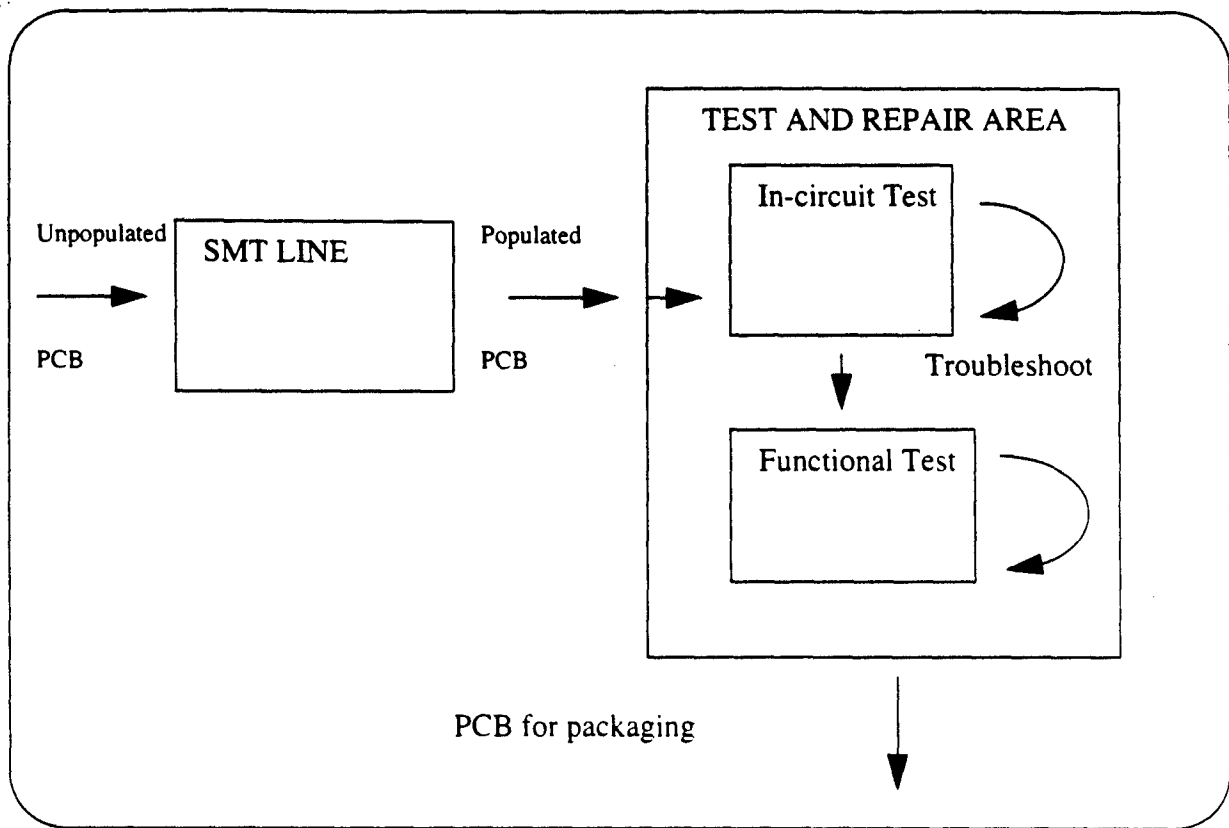 TEST AND REPAIR AREA
In-circuit Test
Unpopulated
SMT LINE
Populated
PCB
PCB
Troubleshoot
Functional Test
PCB for packaging